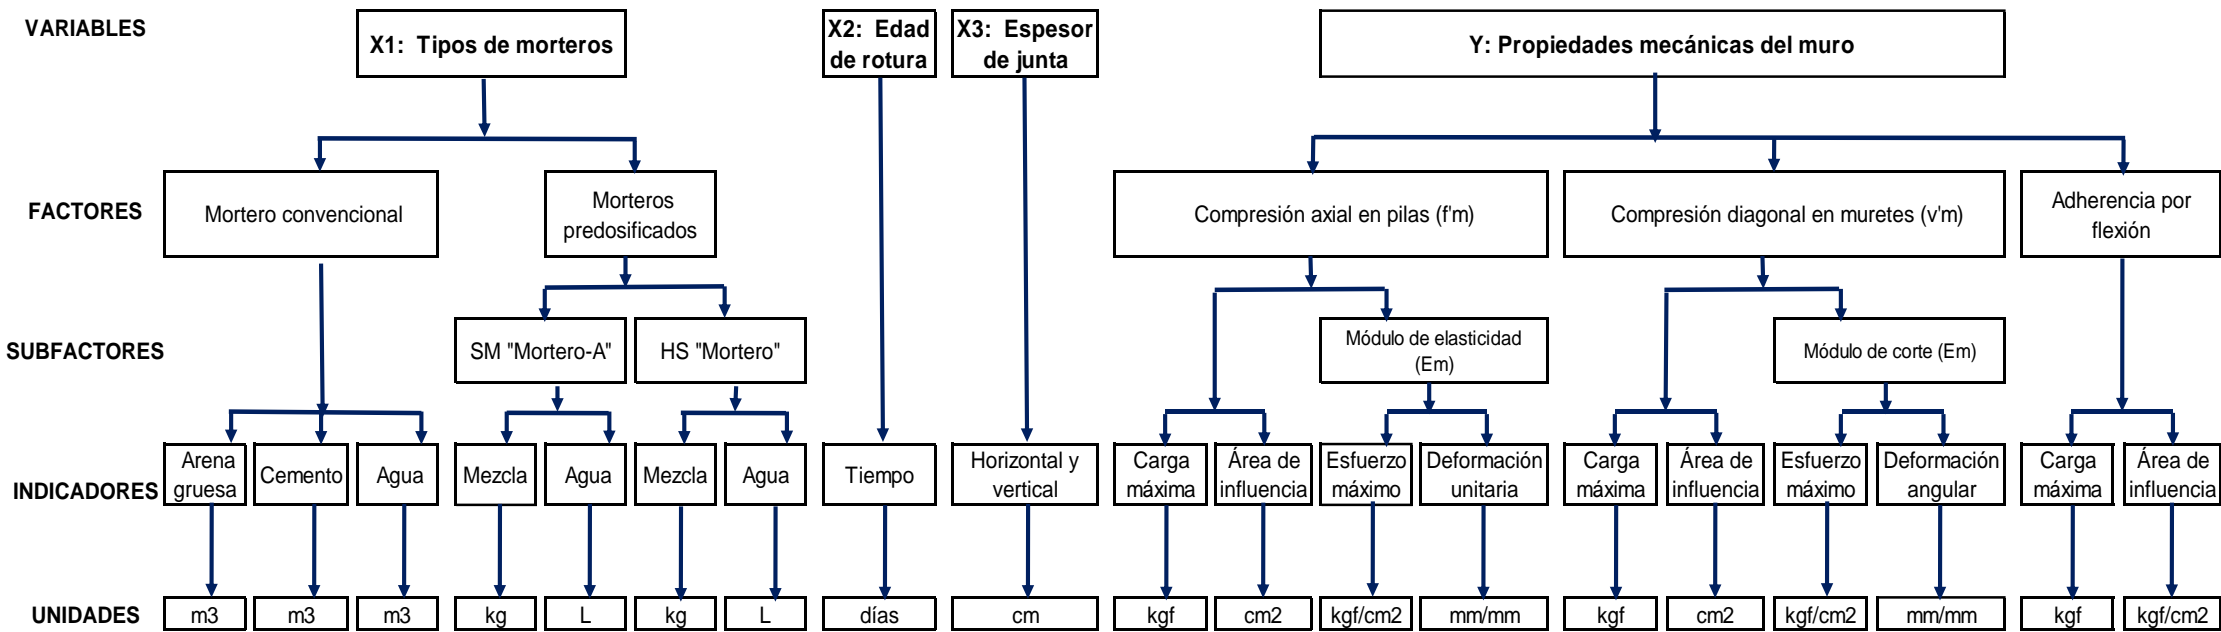 VARIABLES
X1:  Tipos de morteros
X2:  Edad
de rotura
X3:  Espesor
de junta
Y: Propiedades mecánicas del muro
FACTORES
Mortero convencional
Morteros
predosificados
Compresión axial en pilas (f'm)
Compresión diagonal en muretes (v'm)
Adherencia por
flexión
SUBFACTORES
SM "Mortero-A"
HS "Mortero"
Módulo de elasticidad
(Em)
Módulo de corte (Em)
INDICADORES
Arena
gruesa
Cemento
Agua
Mezcla
Agua
Mezcla
Agua
Tiempo
Horizontal y
vertical
Carga
máxima
Área de
influencia
Esfuerzo
máximo
Deformación
unitaria
Carga
máxima
Área de
influencia
Esfuerzo
máximo
Deformación
angular
Carga
máxima
Área de
influencia
UNIDADES
m3
m3
m3
kg
L
kg
L
días
cm
kgf
cm2
kgf/cm2
mm/mm
kgf
cm2
kgf/cm2
mm/mm
kgf
kgf/cm2